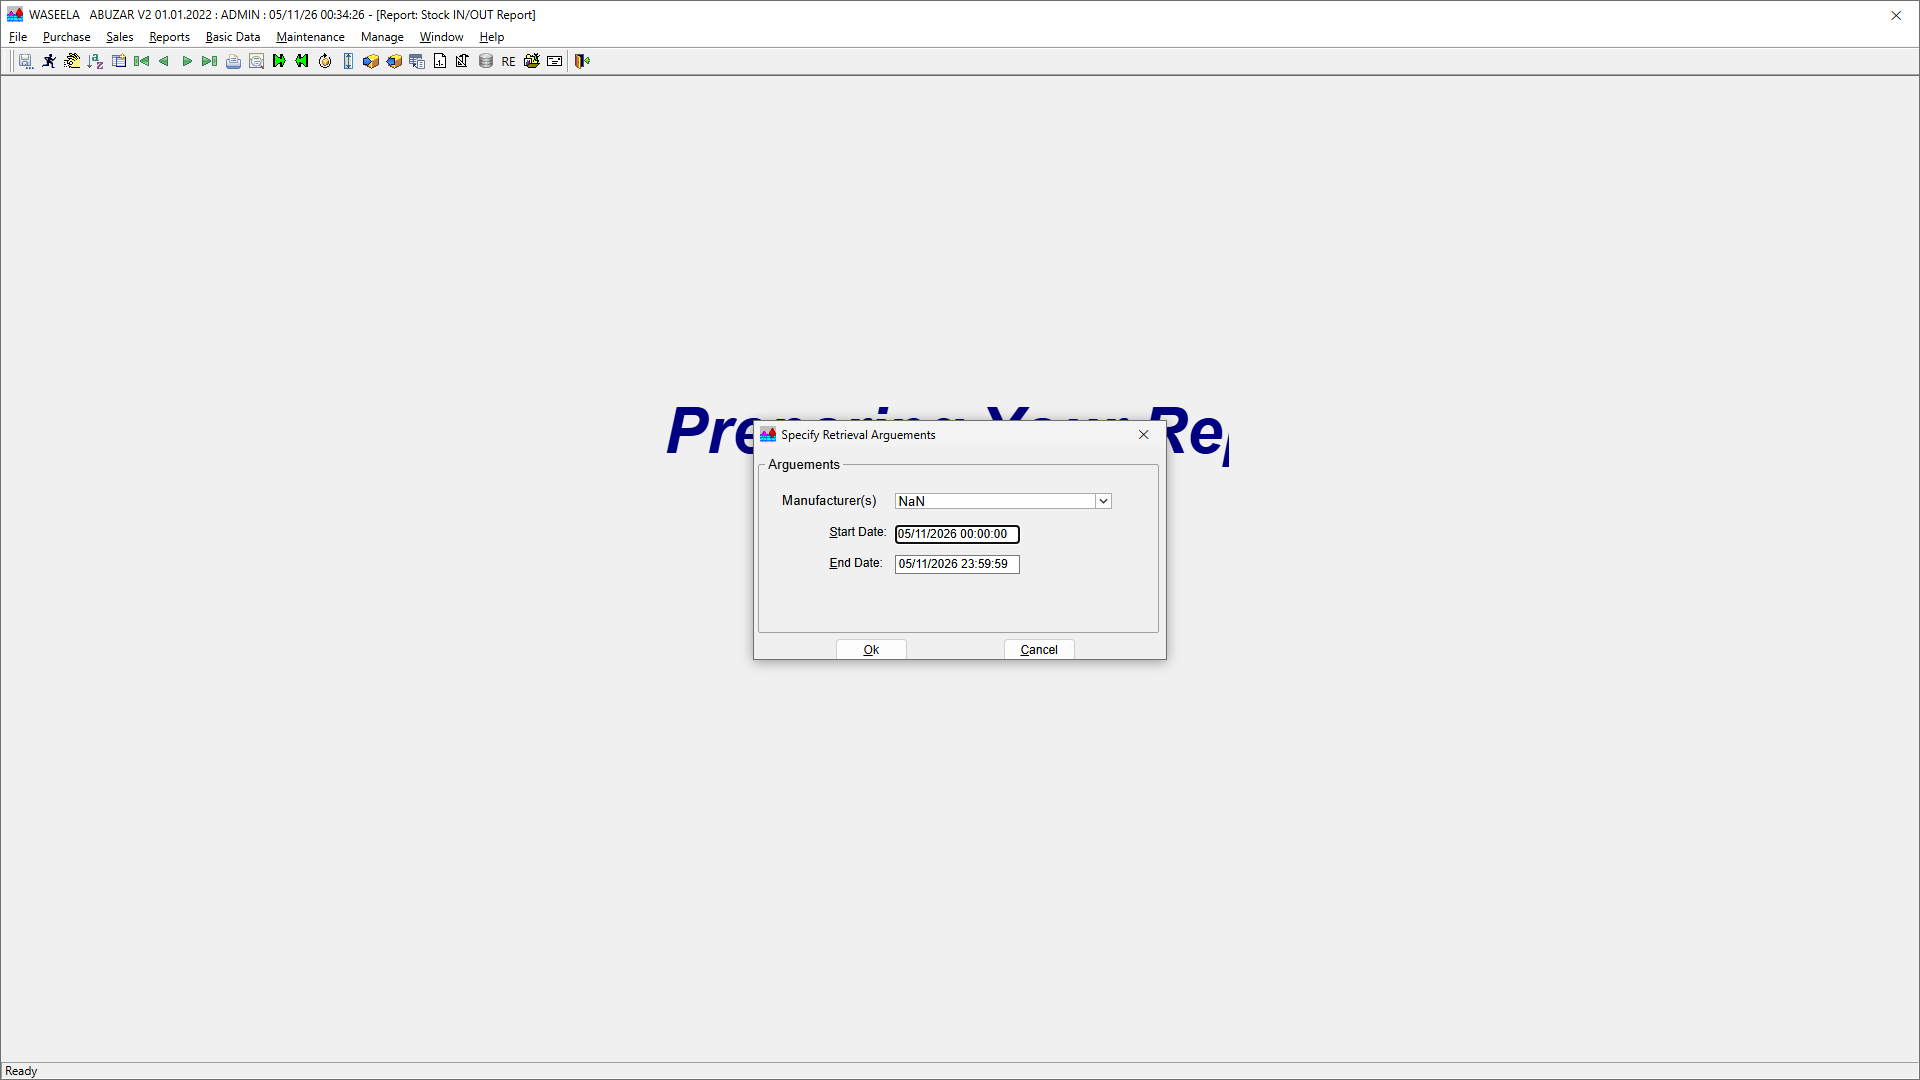 WASEELA   ABUZAR V2 01.01.2022 : ADMIN : 05/11/26 00:34:26 - [Report: Stock IN/OUT Report]
File Purchase Sales Reports Basic Data Maintenance Manage Window Help
RE
Specify Retrieval Arguements
Arguements
Manufacturer(s) NaN
Start Date: 05/11/2026 00:00:00
End Date: 05/11/2026 23:59:59
Ok Cancel
Ready